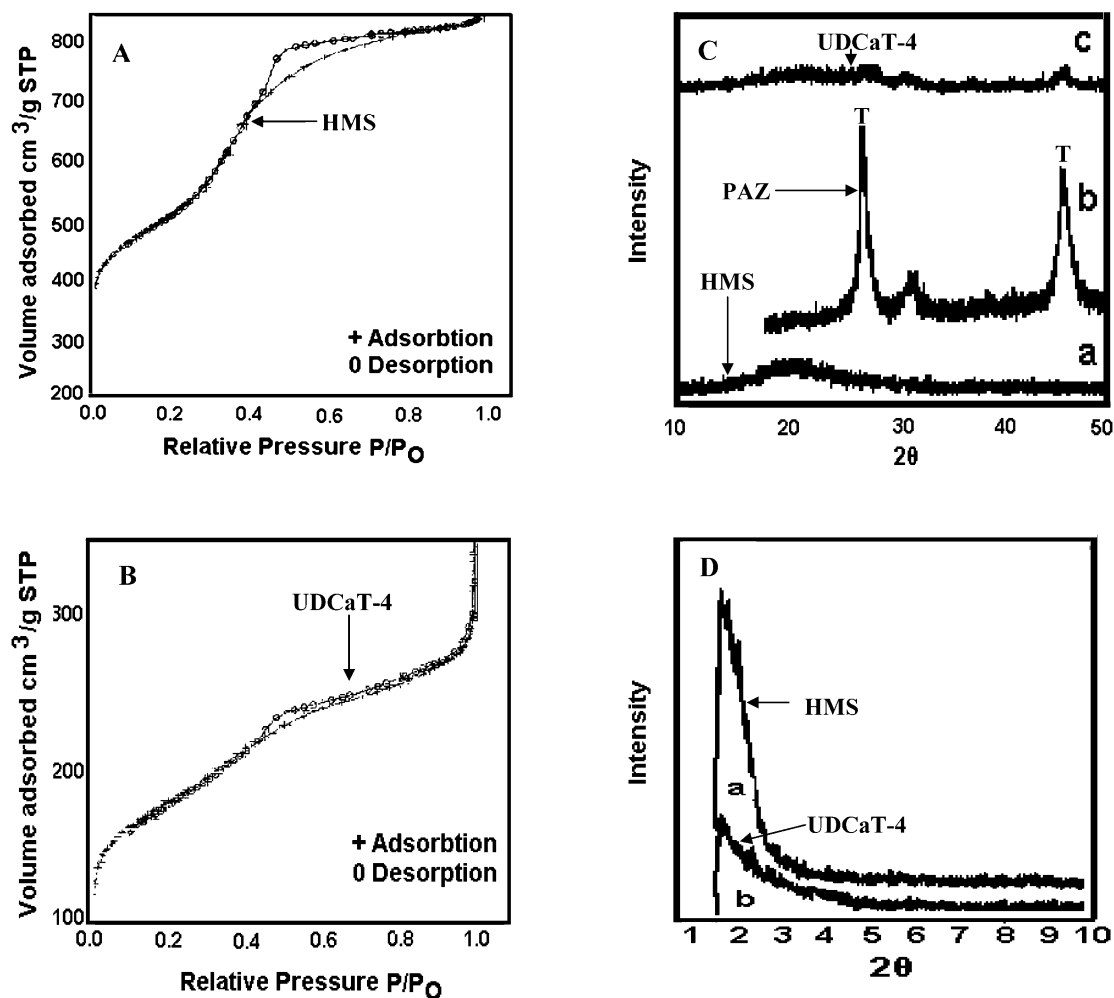 A
Volume adsorbed cm 3/g STP
800
700
600
500
400
300
200
HMS
+ Adsorbtion
0 Desorption
0.0 0.2 0.4 0.6 0.8 1.0
Relative Pressure P/PO
C
UDCaT-4
c
T
T
PAZ
b
HMS
a
Intensity
10 20 30 40 50
2θ
B
Volume adsorbed cm 3/g STP
300
200
100
UDCaT-4
+ Adsorbtion
0 Desorption
0.0 0.2 0.4 0.6 0.8 1.0
Relative Pressure P/PO
D
Intensity
HMS
a
UDCaT-4
b
1 2 3 4 5 6 7 8 9 10
2θ